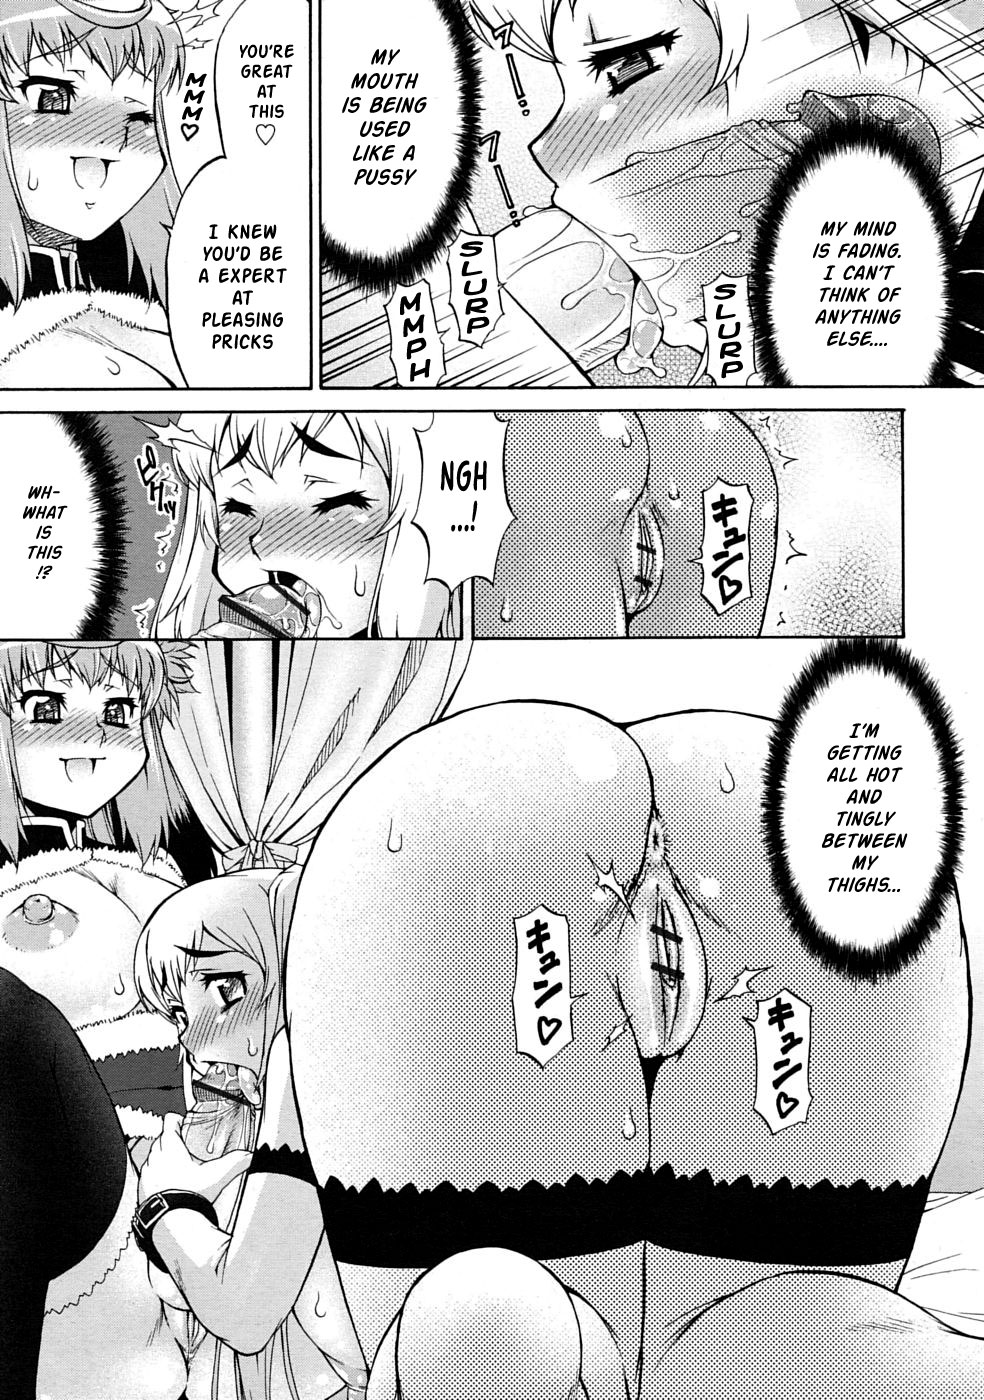 MY
MIND
IS FADING.
I CAN'T
THINK OF
ANYTHING
ELSE....
SLURP
SLURP
MMPH
MY
MOUTH
IS BEING
USED
LIKE A
PUSSY
YOU'RE
GREAT
AT
THIS
♡
MMM♡
I KNEW
YOU'D BE
A EXPERT
AT
PLEASING
PRICKS
キュン♡
NGH
....!
WH-
WHAT
IS
THIS
!?
I'M
GETTING
ALL HOT
AND
TINGLY
BETWEEN
MY
THIGHS...
キュン♡
キュン♡